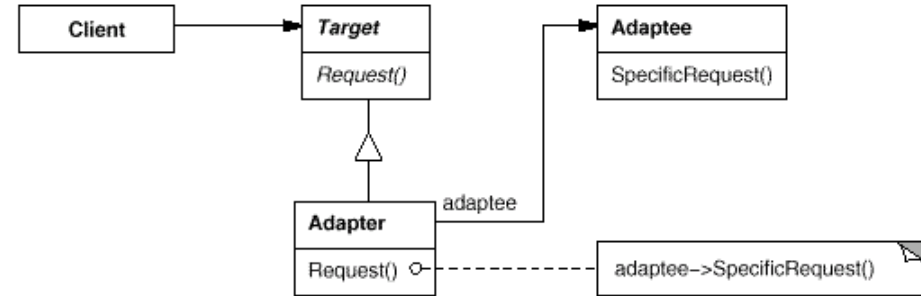 Client
Target
Request()
Adaptee
SpecificRequest()
adaptee
Adapter
Request()
adaptee->SpecificRequest()